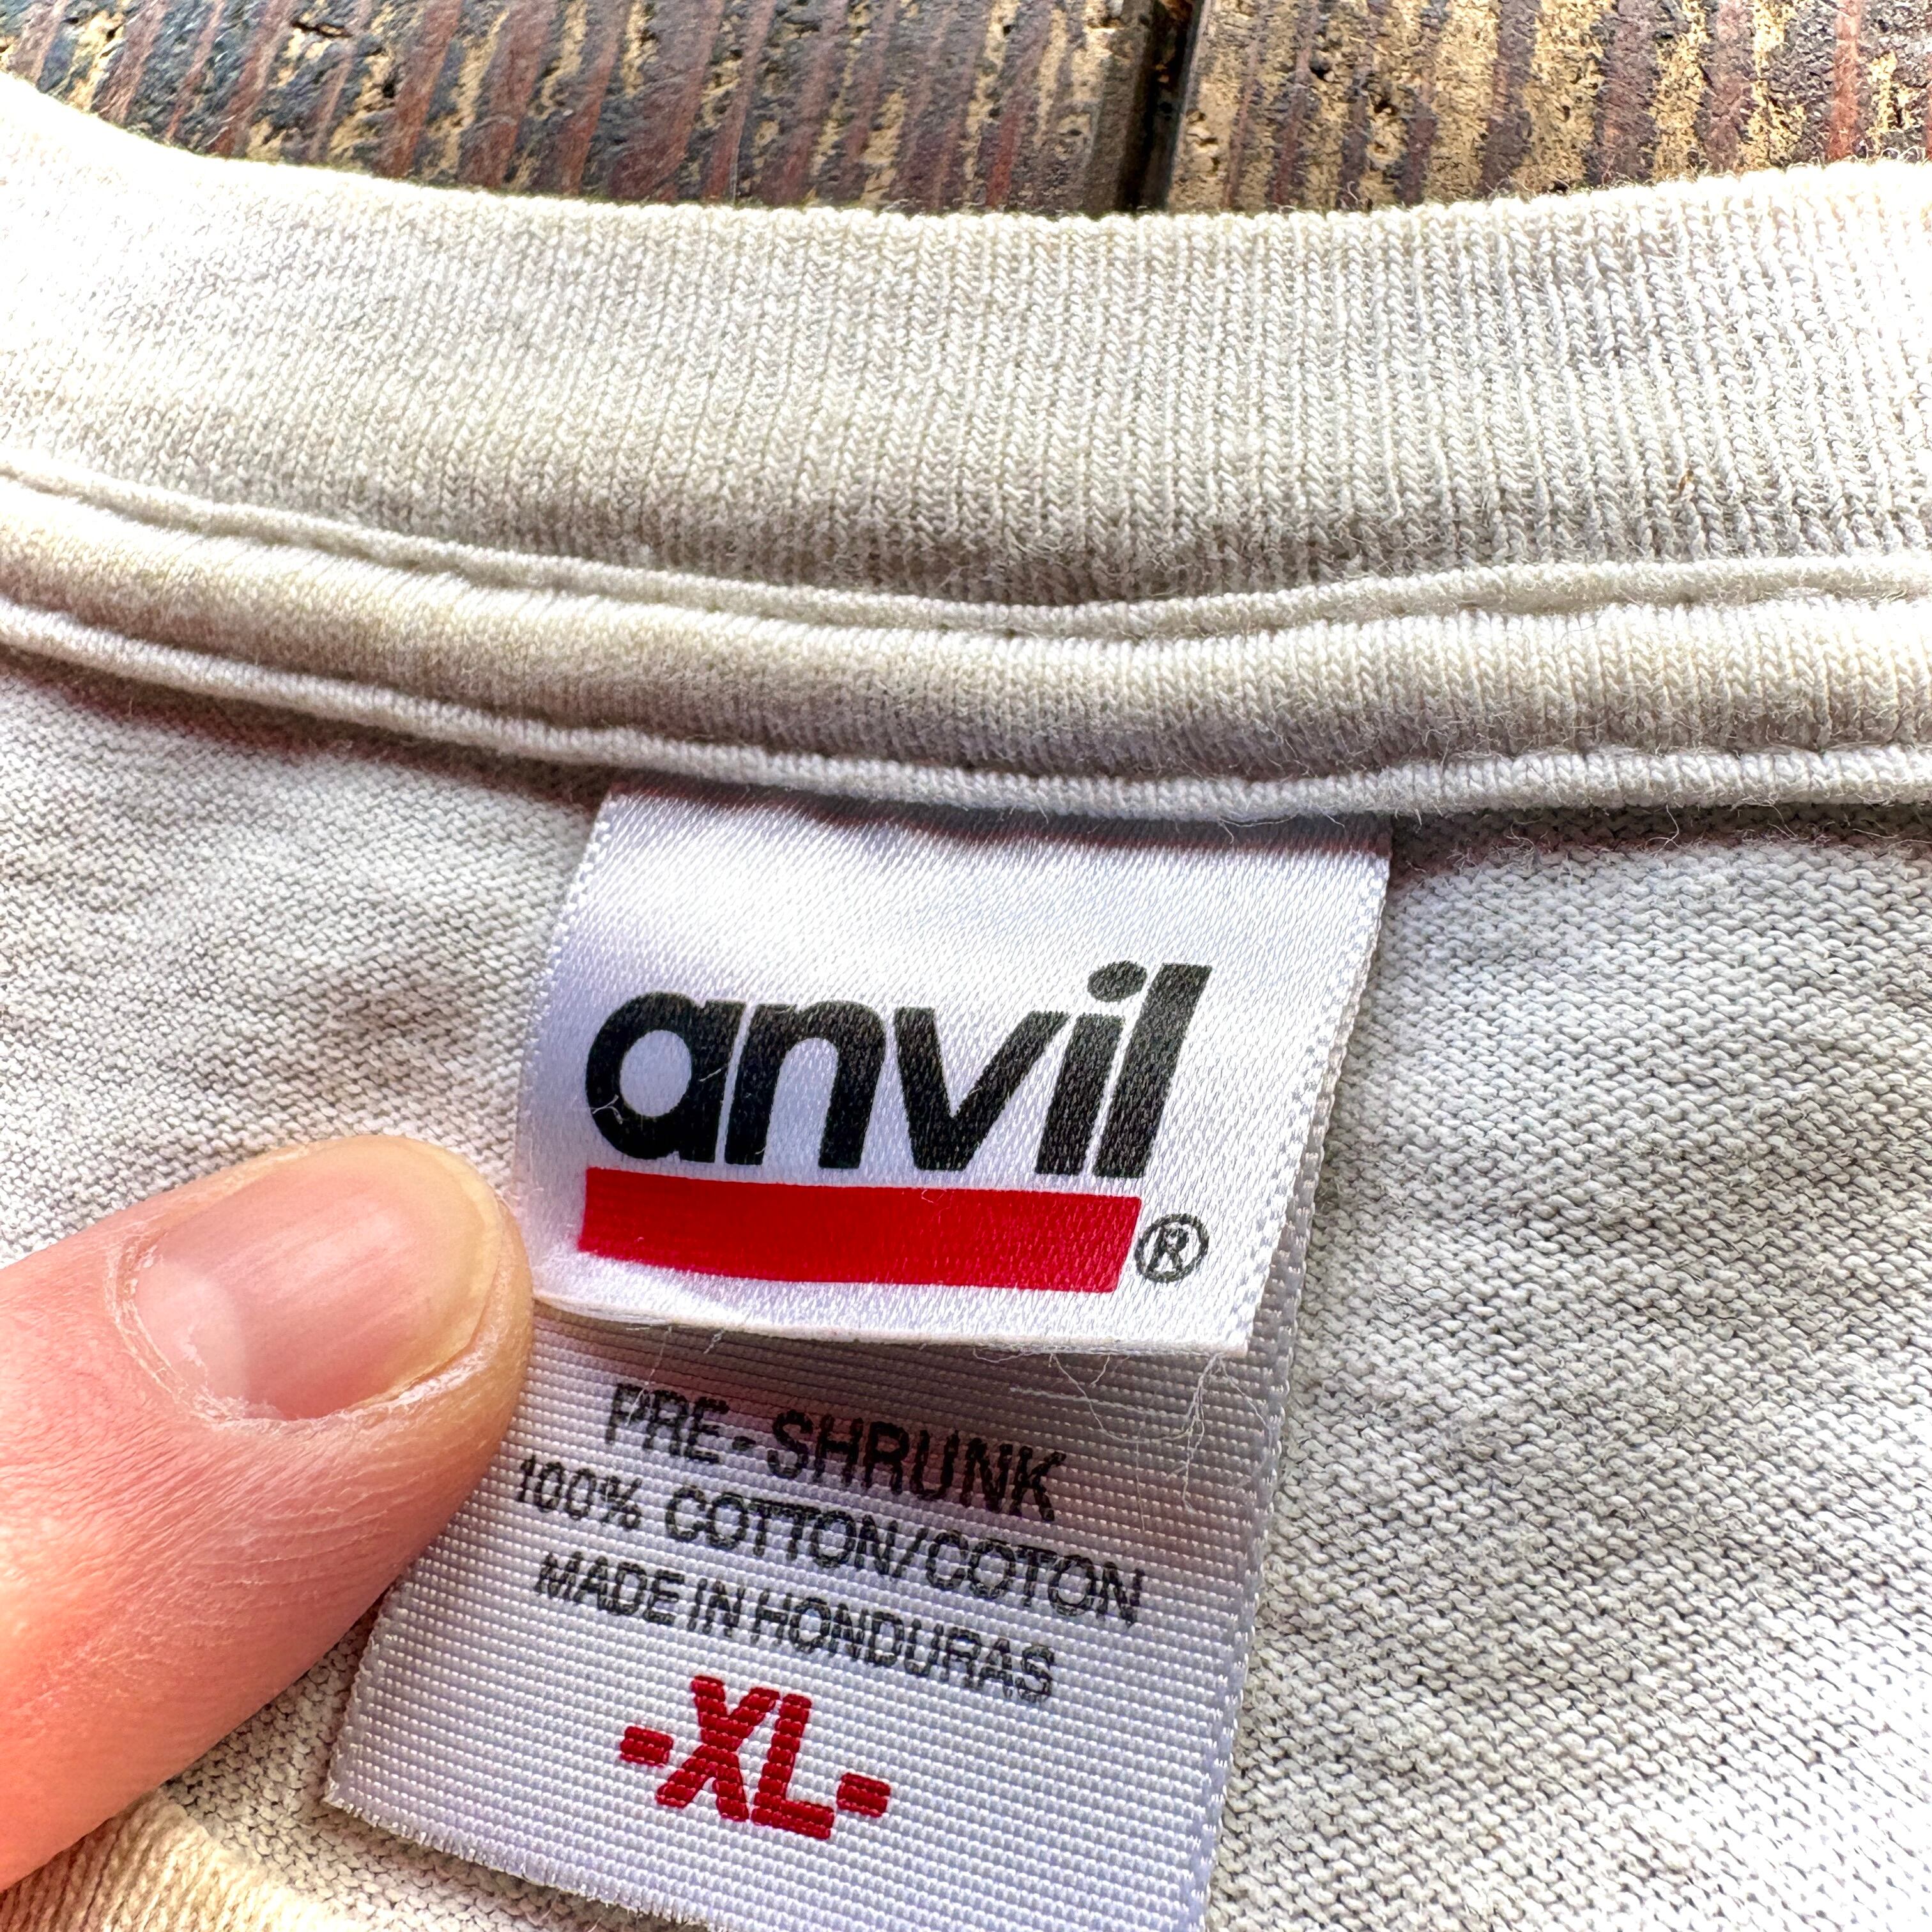 anvil
®
PRE-SHRUNK
100% COTTON/COTON
MADE IN HONDURAS
-XL-